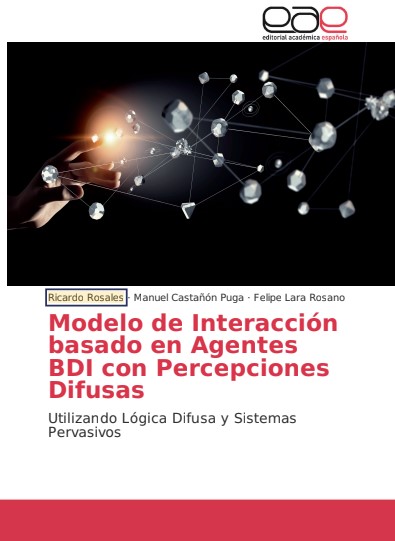 eae
editorial académica española
Ricardo Rosales · Manuel Castañón Puga · Felipe Lara Rosano
Modelo de Interacción
basado en Agentes
BDI con Percepciones
Difusas
Utilizando Lógica Difusa y Sistemas
Pervasivos